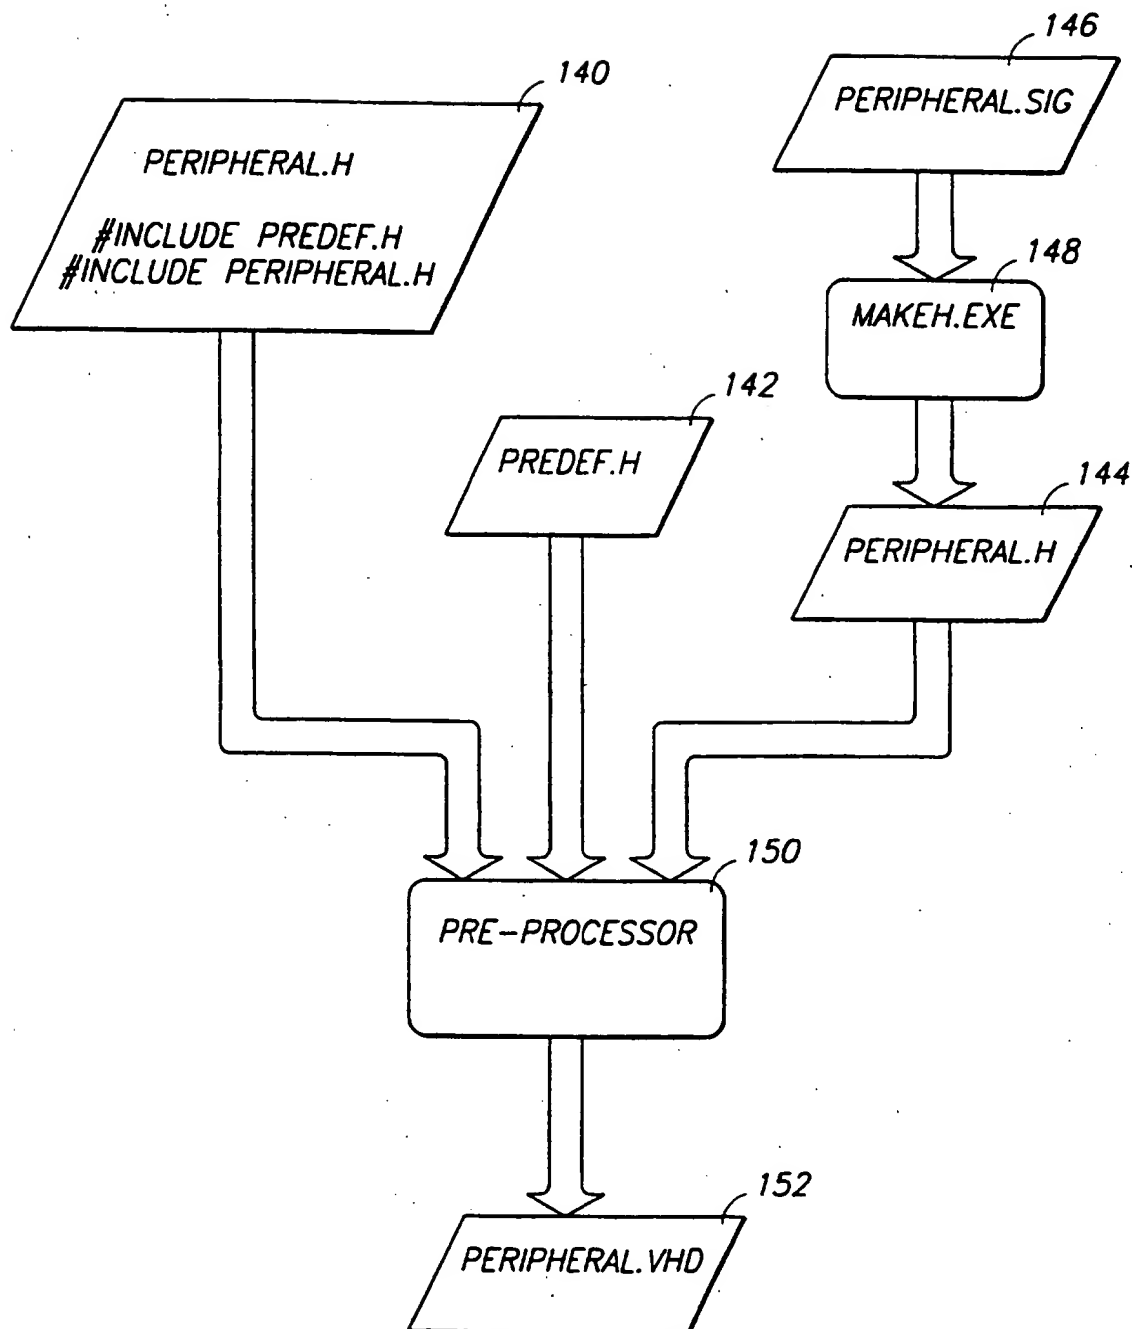 146
PERIPHERAL.SIG
140
PERIPHERAL.H
#INCLUDE PREDEF.H
#INCLUDE PERIPHERAL.H
148
MAKEH.EXE
142
PREDEF.H
144
PERIPHERAL.H
150
PRE-PROCESSOR
152
PERIPHERAL.VHD